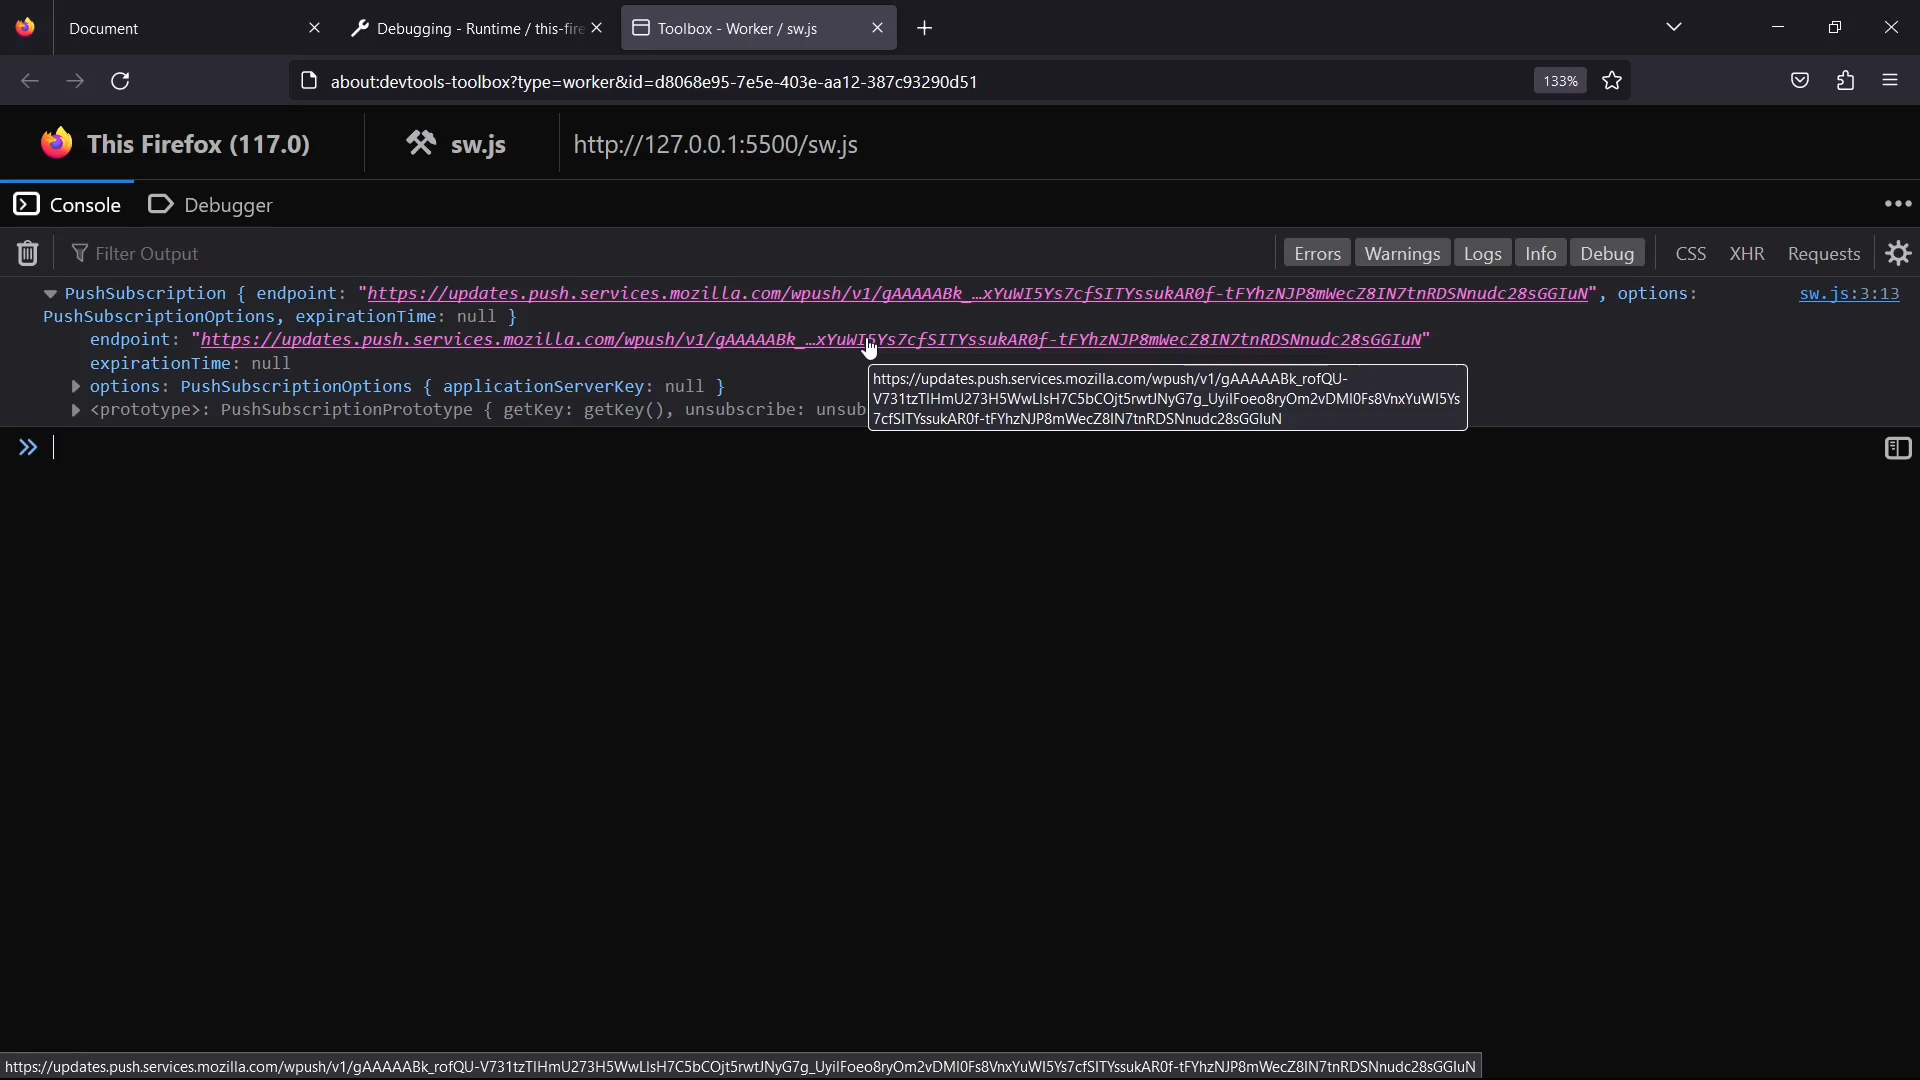 Document
Debugging - Runtime / this-fire
Toolbox - Worker / sw.js
about:devtools-toolbox?type=worker&id=d8068e95-7e5e-403e-aa12-387c93290d51
133%
This Firefox (117.0)
sw.js
http://127.0.0.1:5500/sw.js
Console
Debugger
Filter Output
Errors
Warnings
Logs
Info
Debug
CSS
XHR
Requests
PushSubscription { endpoint: "https://updates.push.services.mozilla.com/wpush/v1/gAAAAABk_…xYuWI5Ys7cfSITYssukAR0f-tFYhzNJP8mWecZ8IN7tnRDSNnudc28sGGIuN", options:
sw.js:3:13
PushSubscriptionOptions, expirationTime: null }
endpoint: "https://updates.push.services.mozilla.com/wpush/v1/gAAAAABk_…xYuWI5Ys7cfSITYssukAR0f-tFYhzNJP8mWecZ8IN7tnRDSNnudc28sGGIuN"
expirationTime: null
options: PushSubscriptionOptions { applicationServerKey: null }
<prototype>: PushSubscriptionPrototype { getKey: getKey(), unsubscribe: unsub
https://updates.push.services.mozilla.com/wpush/v1/gAAAAABk_rofQU-
V731tzTIHmU273H5WwLIsH7C5bCOjt5rwtJNyG7g_UyilFoeo8ryOm2vDMI0Fs8VnxYuWI5Ys
7cfSITYssukAR0f-tFYhzNJP8mWecZ8IN7tnRDSNnudc28sGGIuN
https://updates.push.services.mozilla.com/wpush/v1/gAAAAABk_rofQU-V731tzTIHmU273H5WwLIsH7C5bCOjt5rwtJNyG7g_UyilFoeo8ryOm2vDMI0Fs8VnxYuWI5Ys7cfSITYssukAR0f-tFYhzNJP8mWecZ8IN7tnRDSNnudc28sGGIuN